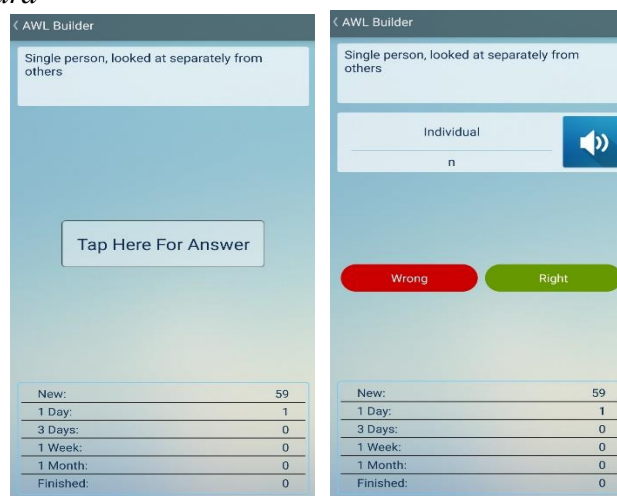 AWL Builder
Single person, looked at separately from
others
Tap Here For Answer
New: 59
1 Day: 1
3 Days: 0
1 Week: 0
1 Month: 0
Finished: 0
AWL Builder
Single person, looked at separately from
others
Individual
n
Wrong Right
New: 59
1 Day: 1
3 Days: 0
1 Week: 0
1 Month: 0
Finished: 0